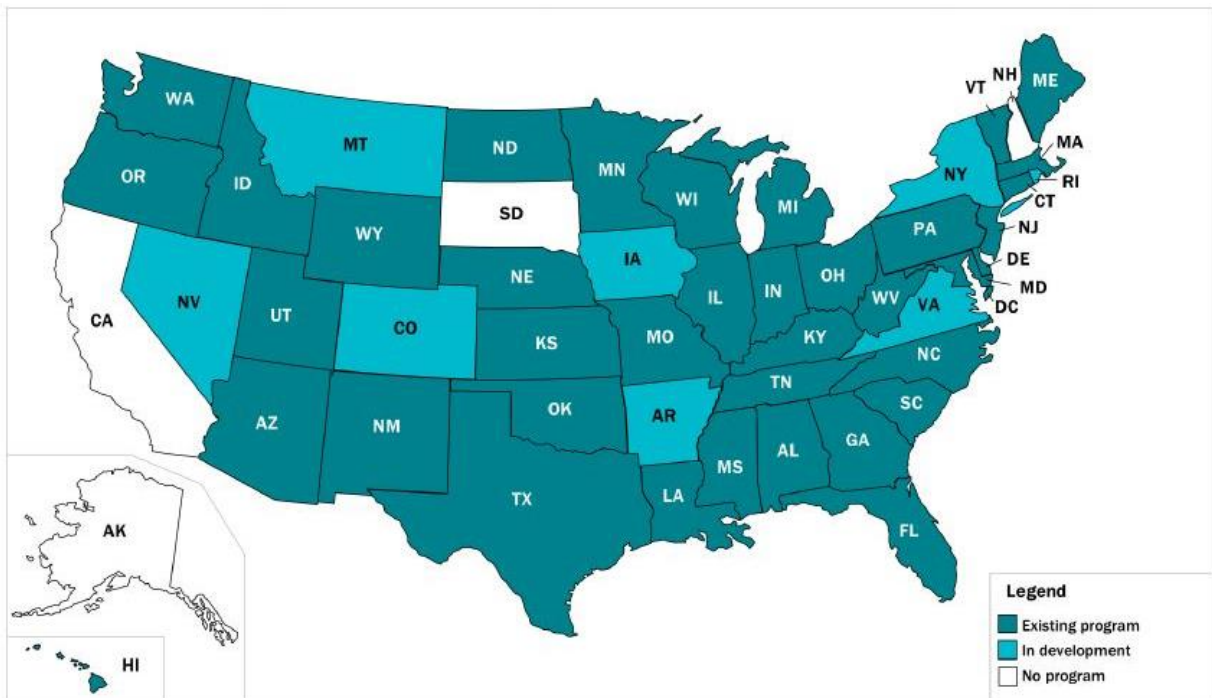 WA
OR
ID
MT
ND
MN
SD
WY
NE
IA
WI
MI
NV
UT
CO
CA
KS
MO
IL
IN
OH
KY
WV
VA
PA
NY
VT
NH
ME
MA
RI
CT
NJ
DE
MD
DC
NC
TN
SC
AZ
NM
OK
AR
TX
LA
MS
AL
GA
FL
AK
HI
Legend
Existing program
In development
No program